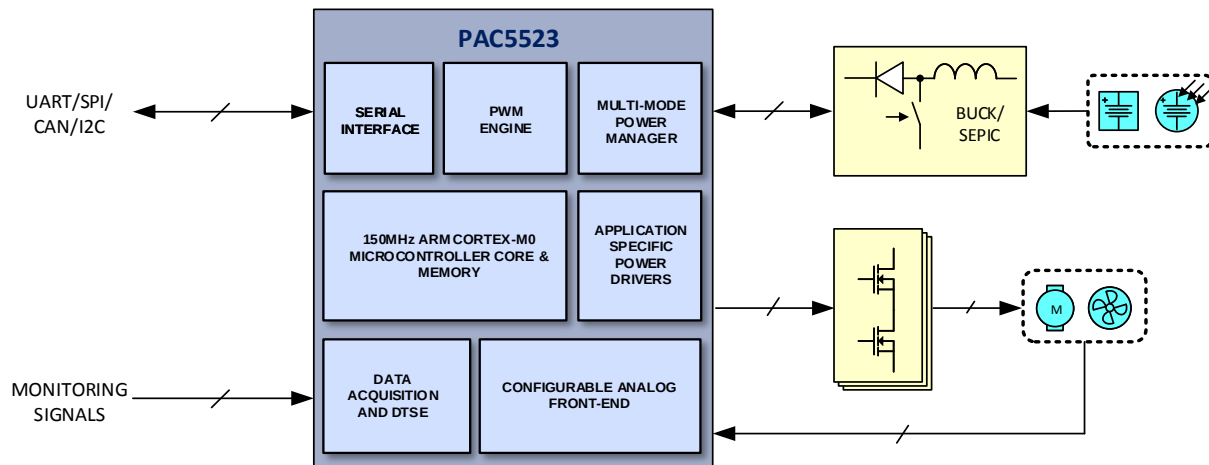 PAC5523
UART/SPI/
CAN/I2C
SERIAL
INTERFACE
PWM
ENGINE
MULTI-MODE
POWER
MANAGER
BUCK/
SEPIC
+
+
150MHz ARM CORTEX-M0
MICROCONTROLLER CORE &
MEMORY
APPLICATION
SPECIFIC
POWER
DRIVERS
M
MONITORING
SIGNALS
DATA
ACQUISITION
AND DTSE
CONFIGURABLE ANALOG
FRONT-END